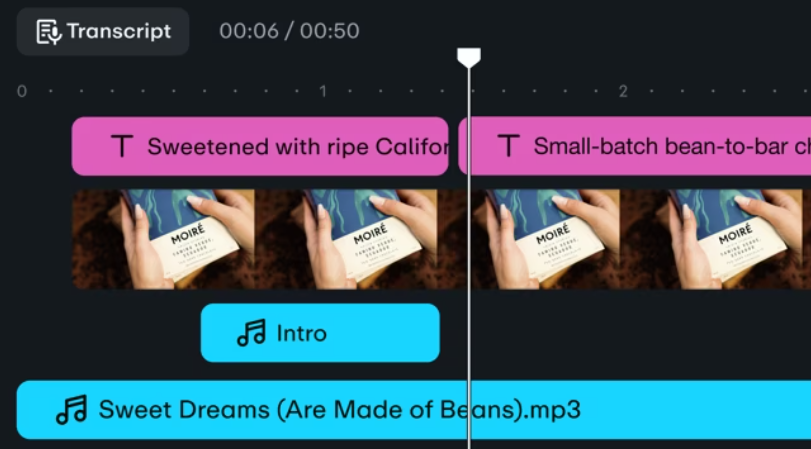 Transcript 00:06 / 00:50
0 1 2
Sweetened with ripe Califor
Small-batch bean-to-bar ch
MOIRÉ
MOIRÉ
MOIRÉ
MOIRÉ
Intro
Sweet Dreams (Are Made of Beans).mp3